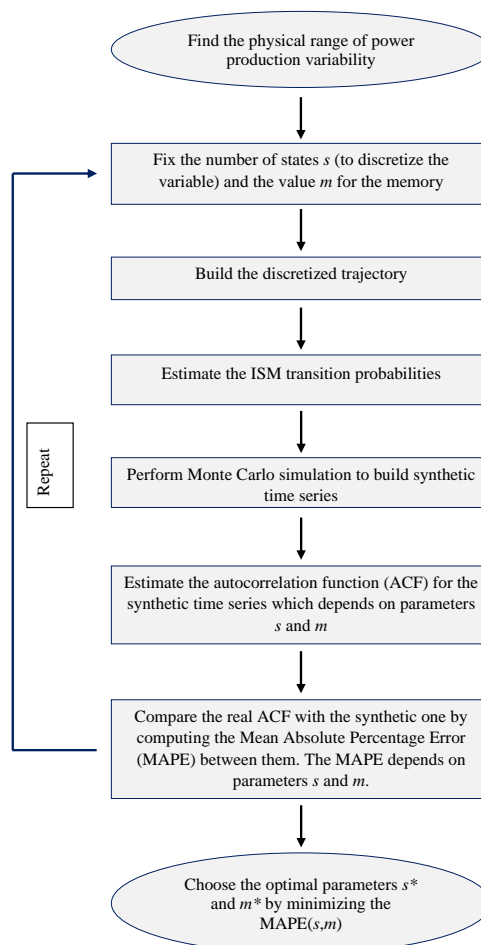 Find the physical range of power
production variability
Fix the number of states s (to discretize the
variable) and the value m for the memory
Build the discretized trajectory
Estimate the ISM transition probabilities
Repeat
Perform Monte Carlo simulation to build synthetic
time series
Estimate the autocorrelation function (ACF) for the
synthetic time series which depends on parameters
s and m
Compare the real ACF with the synthetic one by
computing the Mean Absolute Percentage Error
(MAPE) between them. The MAPE depends on
parameters s and m.
Choose the optimal parameters s*
and m* by minimizing the
MAPE(s,m)